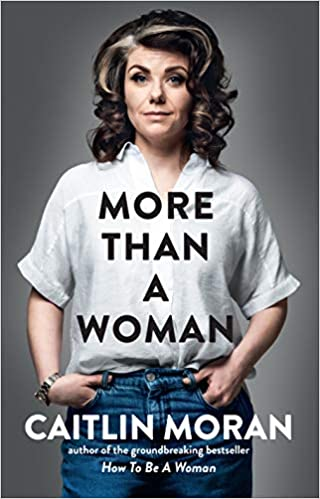 MORE
THAN
A
WOMAN
CAITLIN MORAN
author of the groundbreaking bestseller
How To Be A Woman